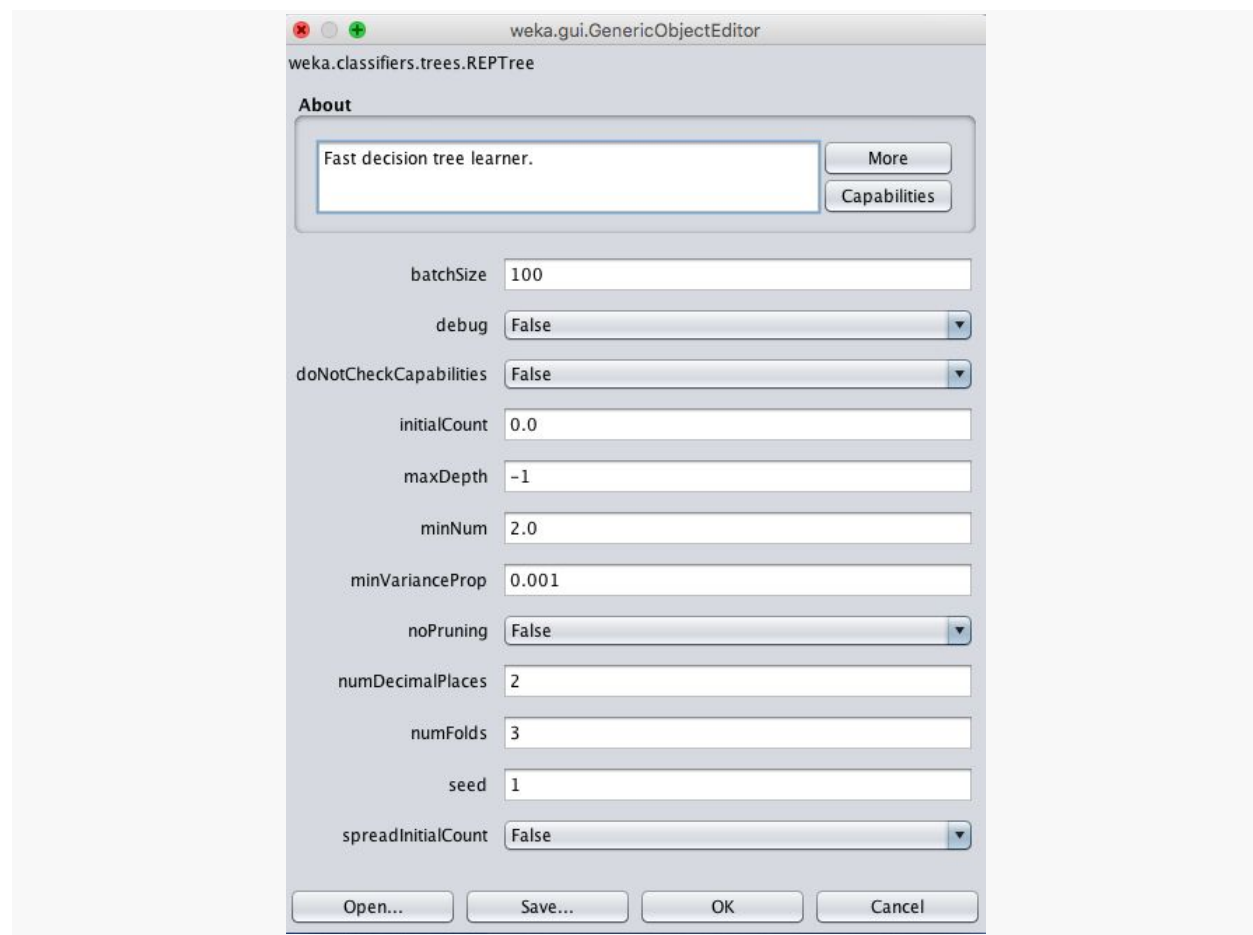 weka.gui.GenericObjectEditor
weka.classifiers.trees.REPTree
About
Fast decision tree learner.
More
Capabilities
batchSize 100
debug False
doNotCheckCapabilities False
initialCount 0.0
maxDepth -1
minNum 2.0
minVarianceProp 0.001
noPruning False
numDecimalPlaces 2
numFolds 3
seed 1
spreadInitialCount False
Open... Save... OK Cancel